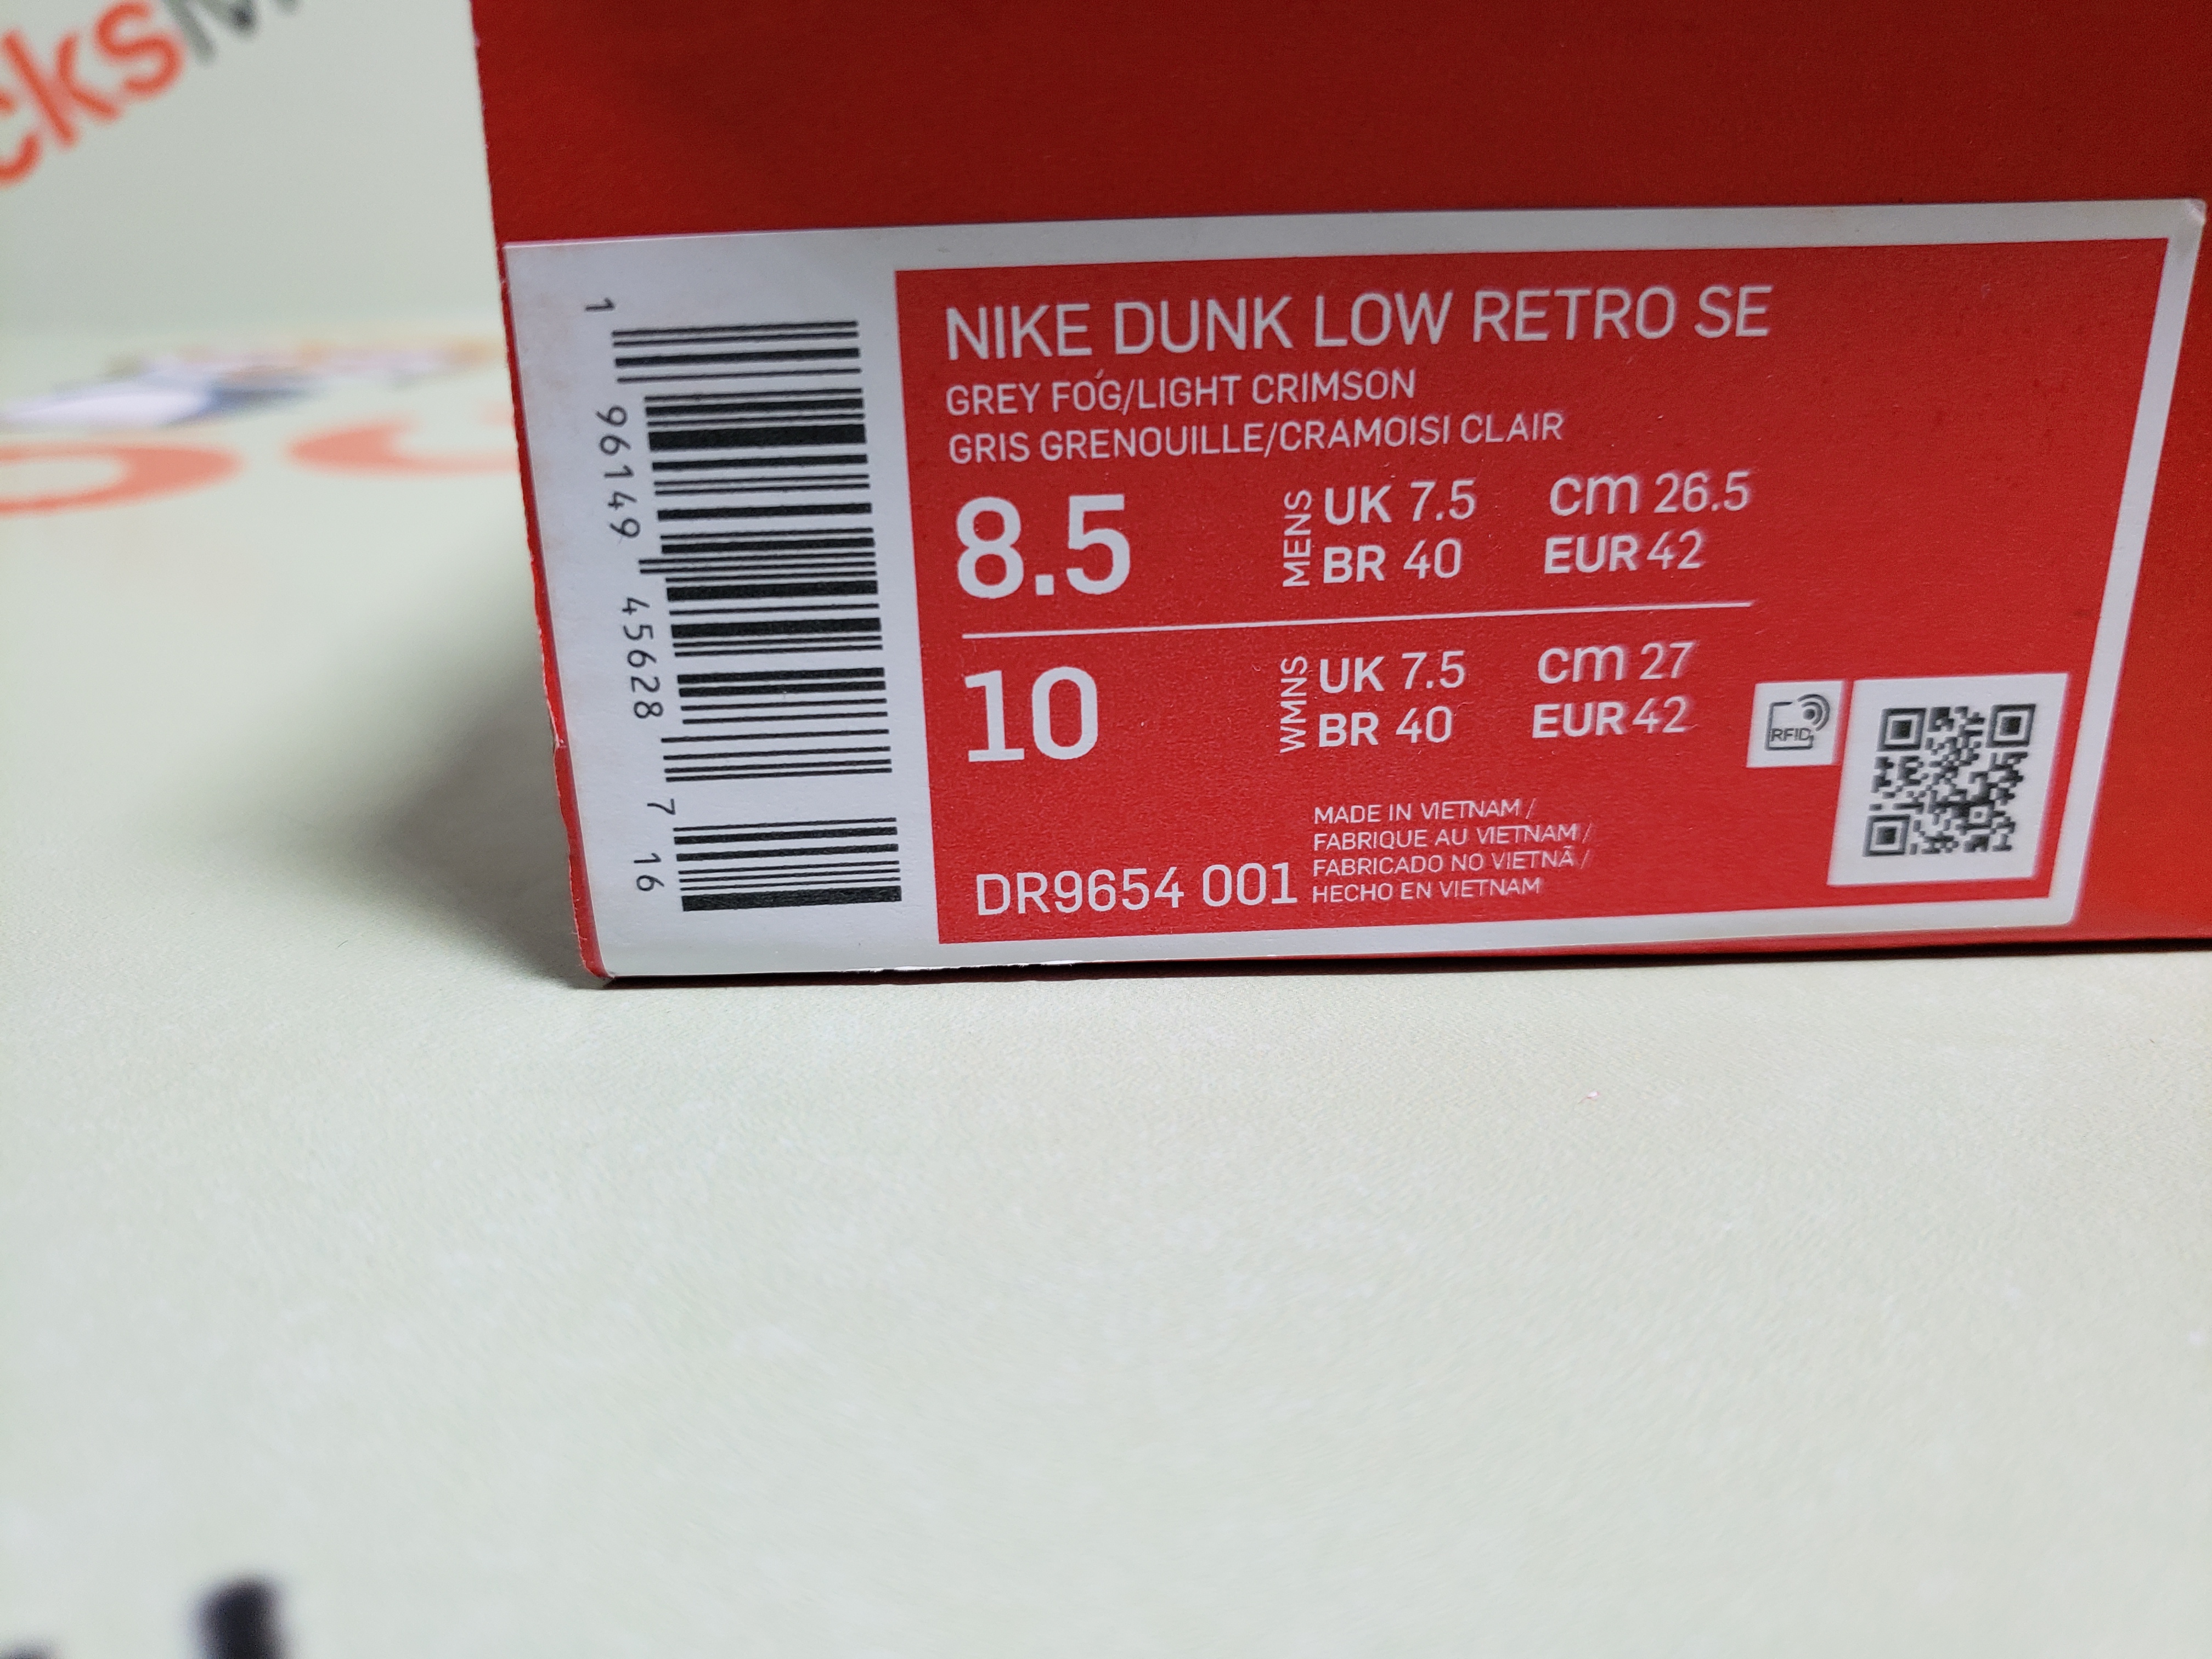 NIKE DUNK LOW RETRO SE
GREY FOG/LIGHT CRIMSON
GRIS GRENOUILLE/CRAMOISI CLAIR
8.5 MENS UK 7.5 cm 26.5
BR 40 EUR 42
10 WMNS UK 7.5 cm 27
BR 40 EUR 42
RFID
MADE IN VIETNAM /
FABRIQUE AU VIETNAM /
FABRICADO NO VIETNÃ /
HECHO EN VIETNAM
DR9654 001
1 96149 45628 7 16